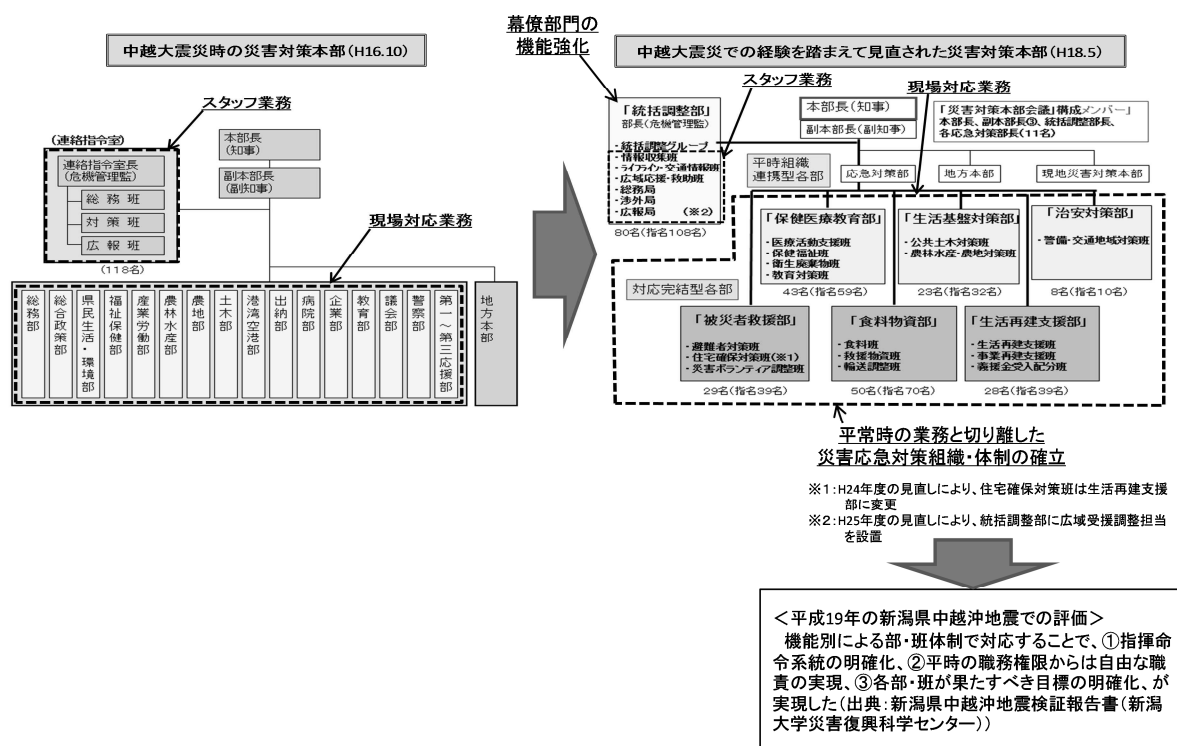 中越大震災時の災害対策本部(H16.10)
スタッフ業務
(連絡指令室)
連絡指令室長
(危機管理監)
総務班
対策班
広報班
(118名)
本部長
(知事)
副本部長
(副知事)
現場対応業務
総務部
総合政策部
県民生活・環境部
福祉保健部
産業労働部
農林水産部
農地部
土木部
港湾空港部
出納部
病院部
企業部
教育部
議会部
警察部
第一~第三応援部
地方本部
幕僚部門の
機能強化
中越大震災での経験を踏まえて見直された災害対策本部(H18.5)
スタッフ業務
現場対応業務
「統括調整部」
部長(危機管理監)
・統括調整グループ
・情報収集班
・ライフライン・交通情報班
・広域応援・救助班
・総務局
・渉外局
・広報局 (※2)
80名(指名108名)
本部長(知事)
副本部長(副知事)
「災害対策本部会議」構成メンバー
本部長、副本部長③、統括調整部長、
各応急対策部長(11名)
平時組織
連携型各部
応急対策部
地方本部
現地災害対策本部
「保健医療教育部」
・医療活動支援班
・保健福祉班
・衛生廃棄物班
・教育対策班
43名(指名59名)
「生活基盤対策部」
・公共土木対策班
・農林水産・農地対策班
23名(指名32名)
「治安対策部」
・警備・交通地域対策班
8名(指名10名)
対応完結型各部
「被災者救援部」
・避難者対策班
・住宅確保対策班(※1)
・災害ボランティア調整班
29名(指名39名)
「食料物資部」
・食料班
・救援物資班
・輸送調整班
50名(指名70名)
「生活再建支援部」
・生活再建支援班
・事業再建支援班
・義援金受入配分班
28名(指名39名)
平常時の業務と切り離した
災害応急対策組織・体制の確立
※1:H24年度の見直しにより、住宅確保対策班は生活再建支援
部に変更
※2:H25年度の見直しにより、統括調整部に広域受援調整担当
を設置
<平成19年の新潟県中越沖地震での評価>
機能別による部・班体制で対応することで、①指揮命
令系統の明確化、②平時の職務権限からは自由な職
責の実現、③各部・班が果たすべき目標の明確化、が
実現した(出典:新潟県中越沖地震検証報告書(新潟
大学災害復興科学センター))